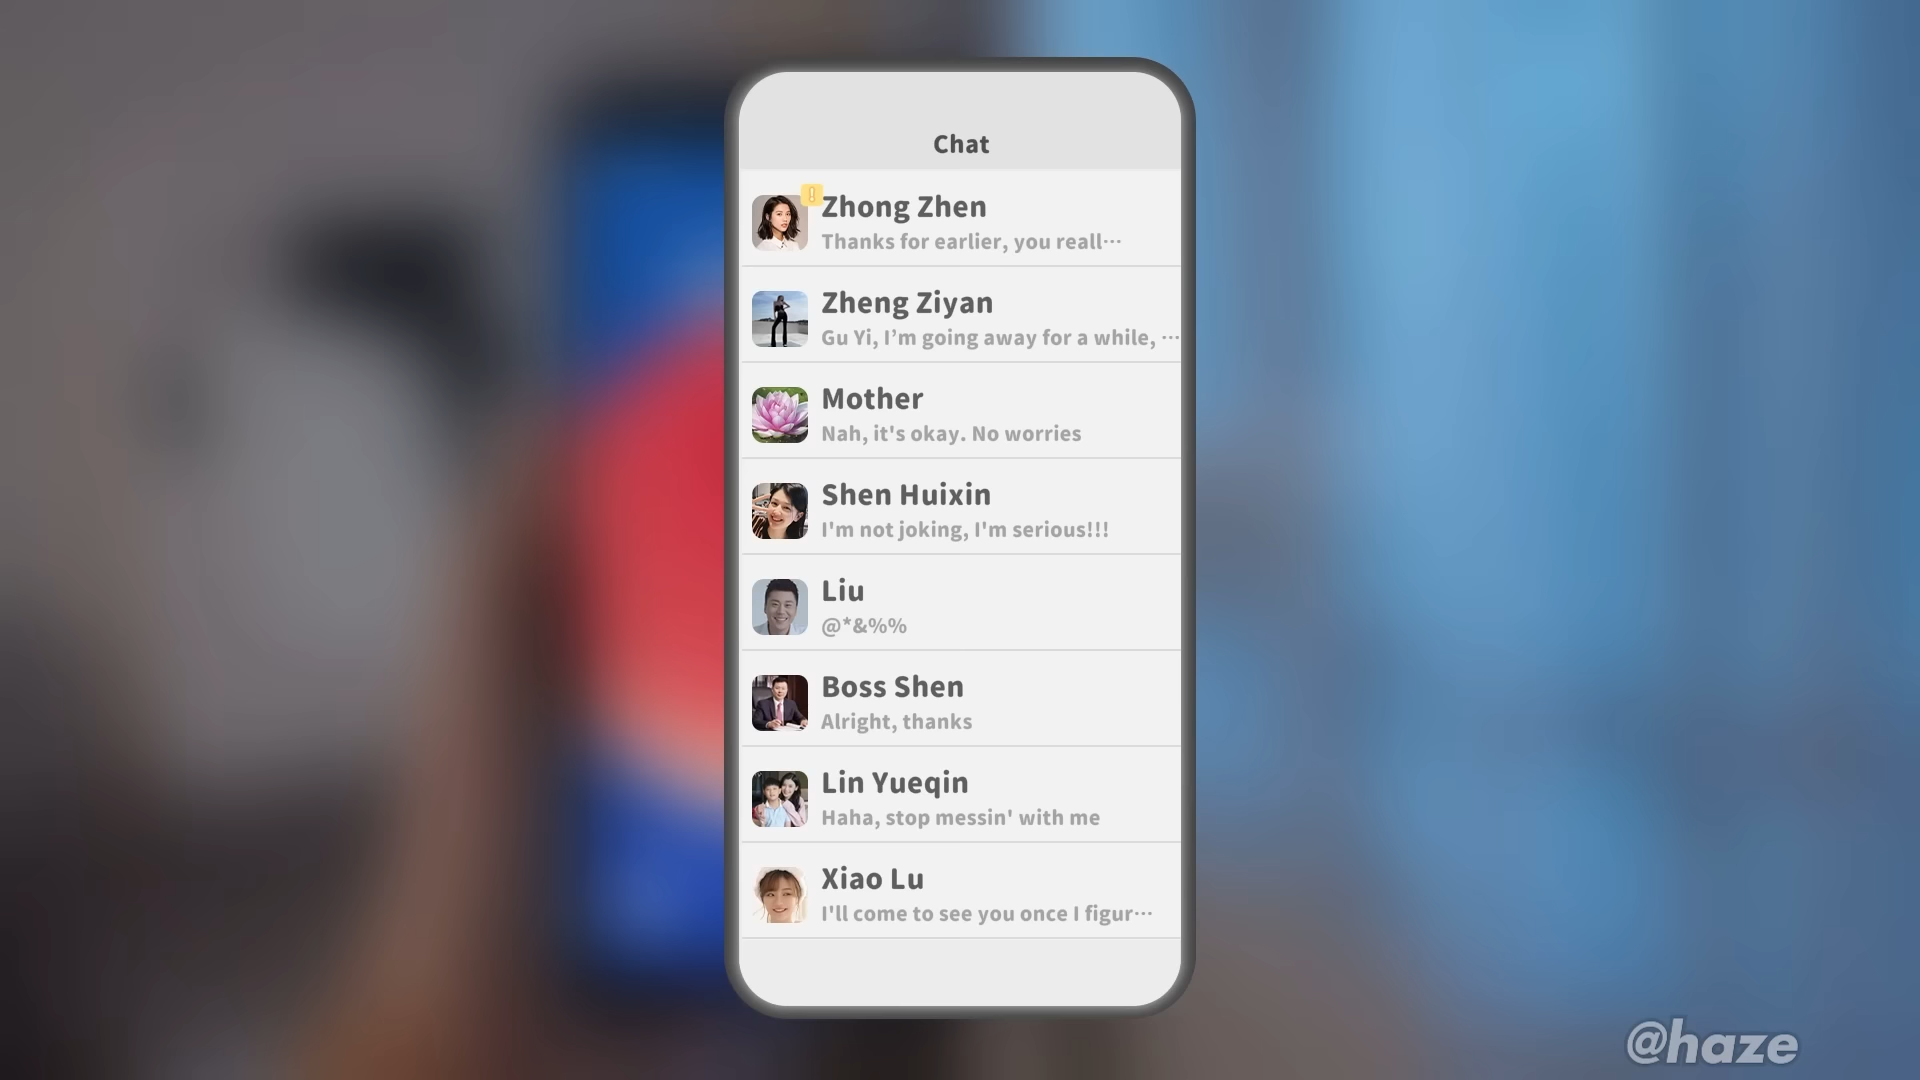 Chat
!
Zhong Zhen
Thanks for earlier, you reall···
Zheng Ziyan
Gu Yi, I’m going away for a while, ···
Mother
Nah, it's okay. No worries
Shen Huixin
I'm not joking, I'm serious!!!
Liu
@*&%%
Boss Shen
Alright, thanks
Lin Yueqin
Haha, stop messin' with me
Xiao Lu
I'll come to see you once I figur···
@haze